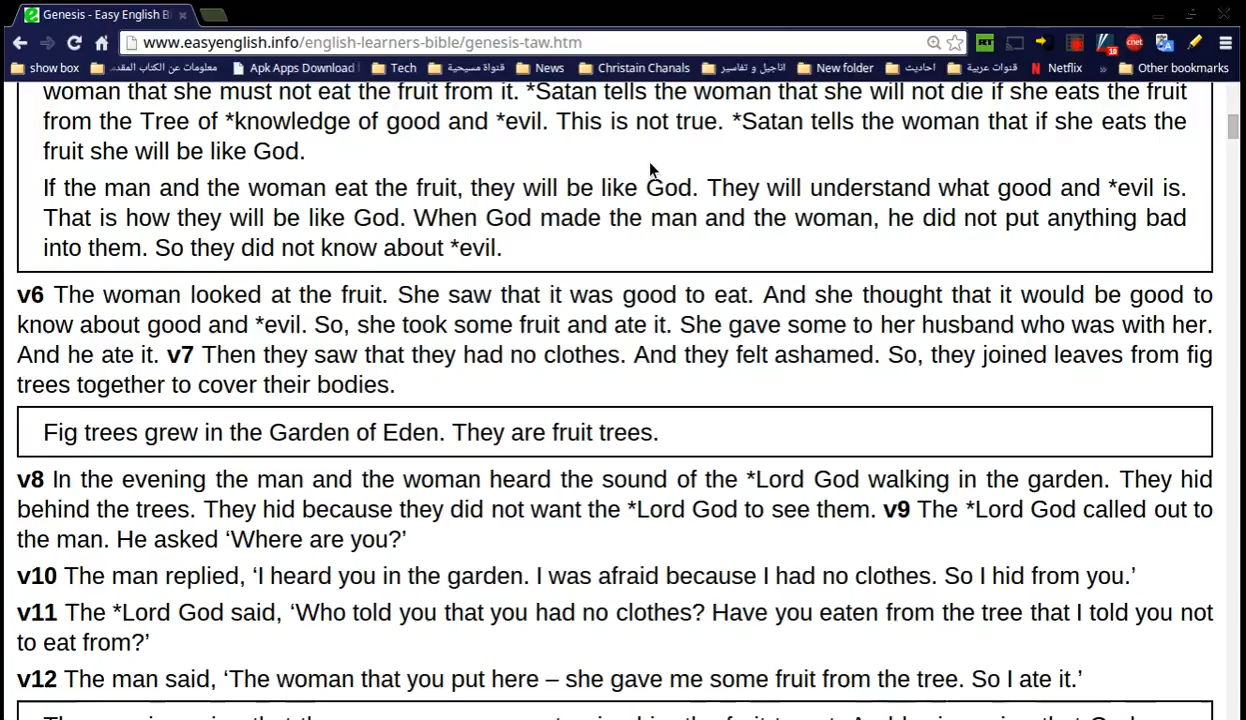 Genesis - Easy English B
www.easyenglish.info/english-learners-bible/genesis-taw.htm
show box معلومات عن الكتاب المقد.. Apk Apps Download Tech قنواة مسيحية News Christain Chanals اناجيل و تفاسير New folder احاديث قنوات عربية Netflix » Other bookmarks
woman that she must not eat the fruit from it. *Satan tells the woman that she will not die if she eats the fruit
from the Tree of *knowledge of good and *evil. This is not true. *Satan tells the woman that if she eats the
fruit she will be like God.
If the man and the woman eat the fruit, they will be like God. They will understand what good and *evil is.
That is how they will be like God. When God made the man and the woman, he did not put anything bad
into them. So they did not know about *evil.
v6 The woman looked at the fruit. She saw that it was good to eat. And she thought that it would be good to
know about good and *evil. So, she took some fruit and ate it. She gave some to her husband who was with her.
And he ate it. v7 Then they saw that they had no clothes. And they felt ashamed. So, they joined leaves from fig
trees together to cover their bodies.
Fig trees grew in the Garden of Eden. They are fruit trees.
v8 In the evening the man and the woman heard the sound of the *Lord God walking in the garden. They hid
behind the trees. They hid because they did not want the *Lord God to see them. v9 The *Lord God called out to
the man. He asked ‘Where are you?’
v10 The man replied, ‘I heard you in the garden. I was afraid because I had no clothes. So I hid from you.’
v11 The *Lord God said, ‘Who told you that you had no clothes? Have you eaten from the tree that I told you not
to eat from?’
v12 The man said, ‘The woman that you put here – she gave me some fruit from the tree. So I ate it.’